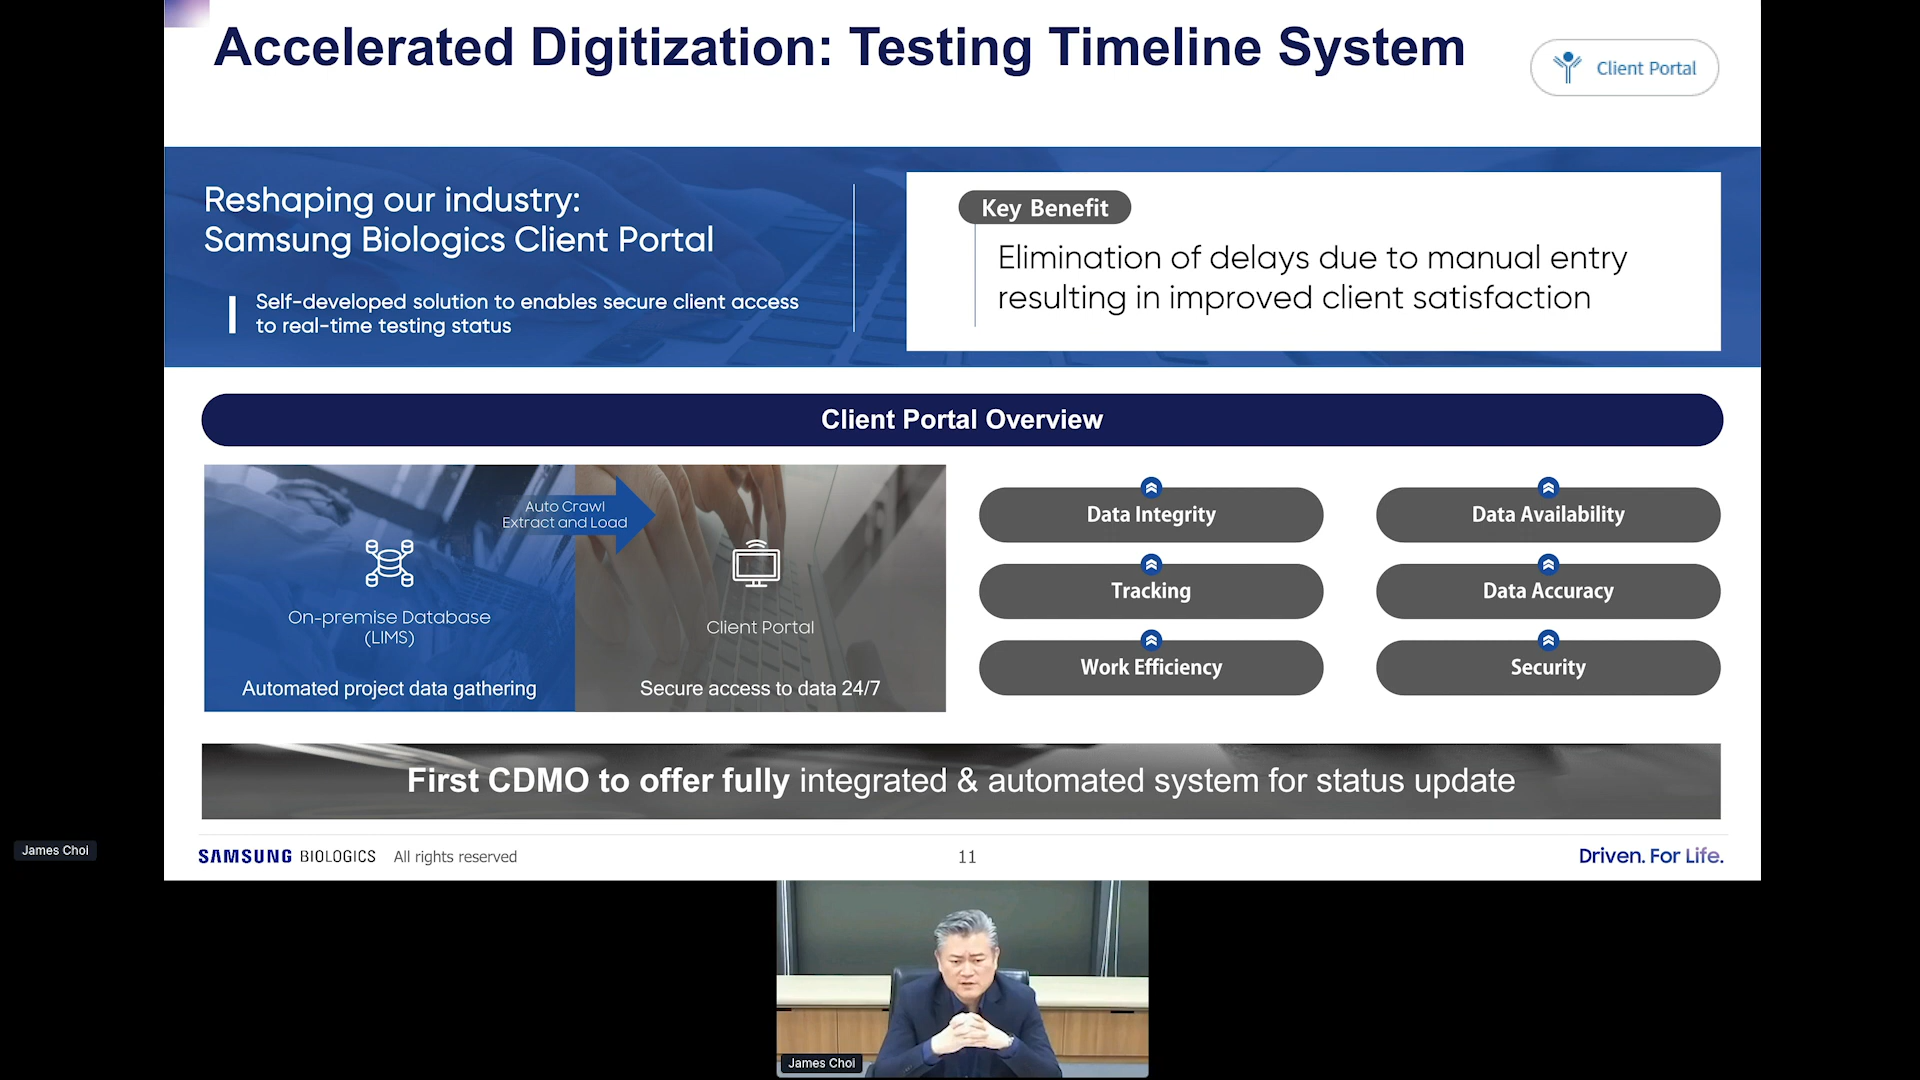 Accelerated Digitization: Testing Timeline System
Client Portal
Reshaping our industry:
Samsung Biologics Client Portal
Self-developed solution to enables secure client access
to real-time testing status
Key Benefit
Elimination of delays due to manual entry
resulting in improved client satisfaction
Client Portal Overview
Auto Crawl
Extract and Load
On-premise Database
(LIMS)
Automated project data gathering
Client Portal
Secure access to data 24/7
Data Integrity
Data Availability
Tracking
Data Accuracy
Work Efficiency
Security
First CDMO to offer fully integrated & automated system for status update
James Choi
SAMSUNG BIOLOGICS All rights reserved
11
Driven. For Life.
James Choi